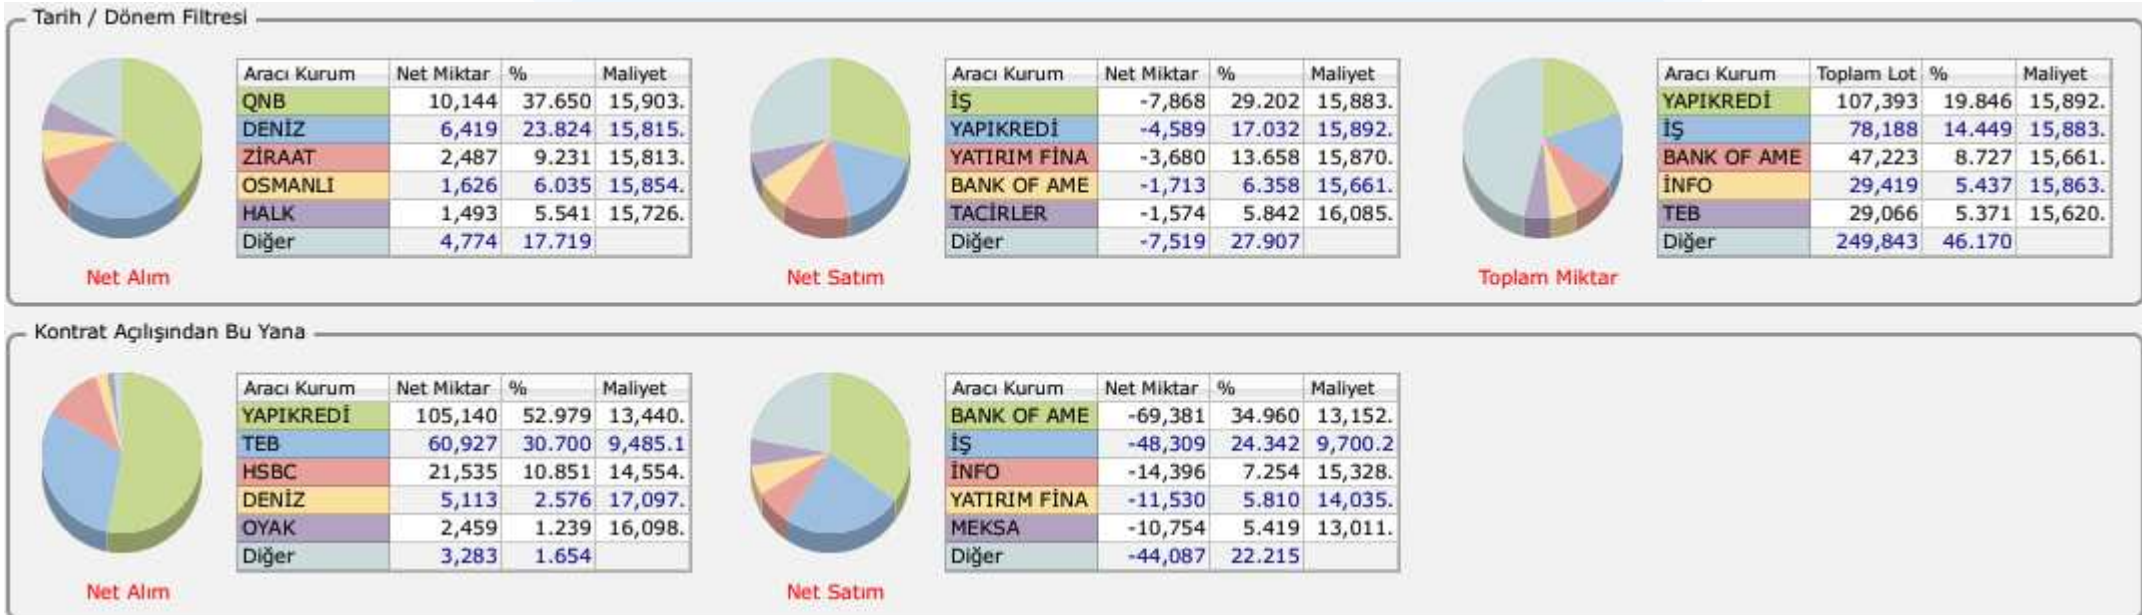 Tarih / Dönem Filtresi
Aracı Kurum Net Miktar % Maliyet
QNB 10,144 37.650 15,903.
DENİZ 6,419 23.824 15,815.
ZİRAAT 2,487 9.231 15,813.
OSMANLI 1,626 6.035 15,854.
HALK 1,493 5.541 15,726.
Diğer 4,774 17.719
Net Alım
Aracı Kurum Net Miktar % Maliyet
İŞ -7,868 29.202 15,883.
YAPIKREDİ -4,589 17.032 15,892.
YATIRIM FİNA -3,680 13.658 15,870.
BANK OF AME -1,713 6.358 15,661.
TACİRLER -1,574 5.842 16,085.
Diğer -7,519 27.907
Net Satım
Aracı Kurum Toplam Lot % Maliyet
YAPIKREDİ 107,393 19.846 15,892.
İŞ 78,188 14.449 15,883.
BANK OF AME 47,223 8.727 15,661.
İNFO 29,419 5.437 15,863.
TEB 29,066 5.371 15,620.
Diğer 249,843 46.170
Toplam Miktar
Kontrat Açılışından Bu Yana
Aracı Kurum Net Miktar % Maliyet
YAPIKREDİ 105,140 52.979 13,440.
TEB 60,927 30.700 9,485.1
HSBC 21,535 10.851 14,554.
DENİZ 5,113 2.576 17,097.
OYAK 2,459 1.239 16,098.
Diğer 3,283 1.654
Net Alım
Aracı Kurum Net Miktar % Maliyet
BANK OF AME -69,381 34.960 13,152.
İŞ -48,309 24.342 9,700.2
İNFO -14,396 7.254 15,328.
YATIRIM FİNA -11,530 5.810 14,035.
MEKSA -10,754 5.419 13,011.
Diğer -44,087 22.215
Net Satım